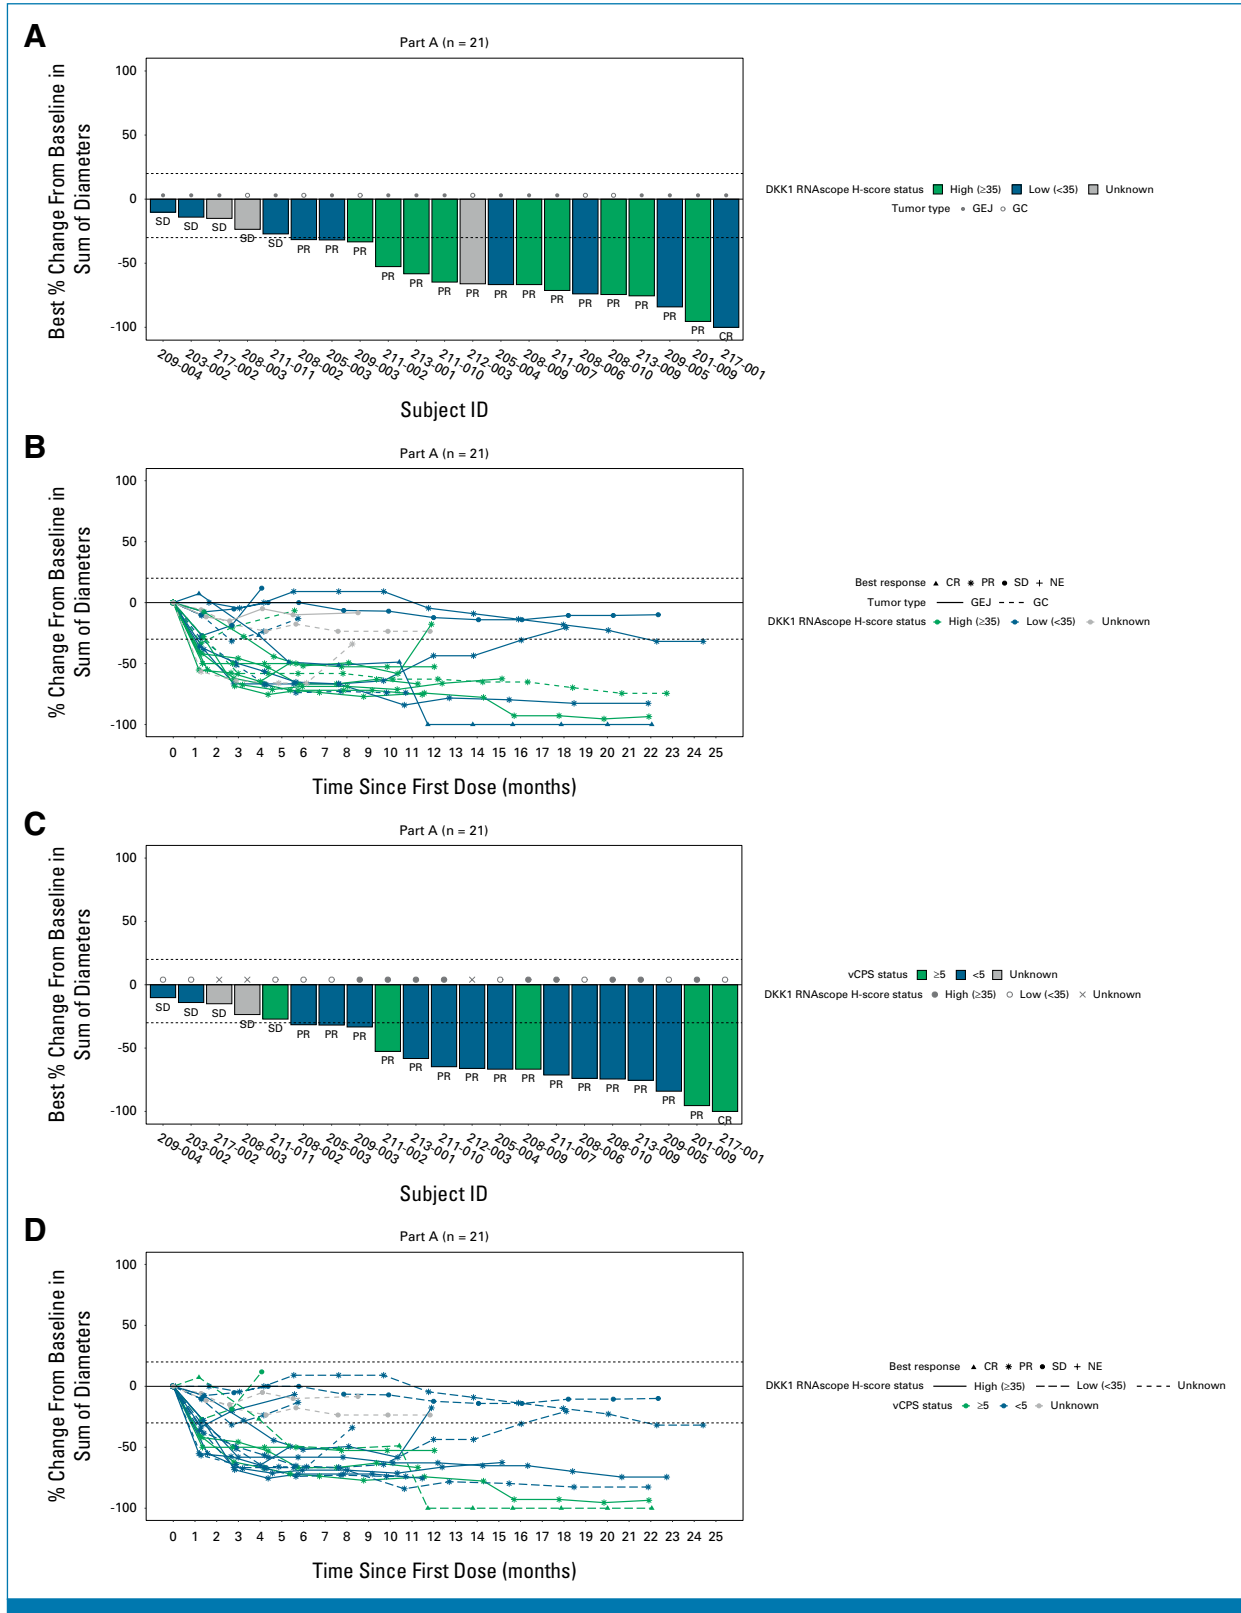 A
Part A (n = 21)
Best % Change From Baseline in
Sum of Diameters
100
50
0
-50
-100
SD SD SD SD SD PR PR PR PR PR PR PR PR PR PR PR PR PR PR PR CR
209-004 203-002 217-002 208-003 211-011 208-002 205-003 209-003 211-002 213-001 211-010 212-003 205-004 208-009 211-007 208-006 208-010 213-009 209-005 201-009 217-001
Subject ID
DKK1 RNAscope H-score status High (≥35) Low (<35) Unknown
Tumor type GEJ GC
B
Part A (n = 21)
% Change From Baseline in
Sum of Diameters
100
50
0
-50
-100
0 1 2 3 4 5 6 7 8 9 10 11 12 13 14 15 16 17 18 19 20 21 22 23 24 25
Time Since First Dose (months)
Best response CR PR SD + NE
Tumor type GEJ GC
DKK1 RNAscope H-score status High (≥35) Low (<35) Unknown
C
Part A (n = 21)
Best % Change From Baseline in
Sum of Diameters
100
50
0
-50
-100
SD SD SD SD SD PR PR PR PR PR PR PR PR PR PR PR PR PR PR PR CR
209-004 203-002 217-002 208-003 211-011 208-002 205-003 209-003 211-002 213-001 211-010 212-003 205-004 208-009 211-007 208-006 208-010 213-009 209-005 201-009 217-001
Subject ID
vCPS status ≥5 <5 Unknown
DKK1 RNAscope H-score status High (≥35) Low (<35) Unknown
D
Part A (n = 21)
% Change From Baseline in
Sum of Diameters
100
50
0
-50
-100
0 1 2 3 4 5 6 7 8 9 10 11 12 13 14 15 16 17 18 19 20 21 22 23 24 25
Time Since First Dose (months)
Best response CR PR SD + NE
DKK1 RNAscope H-score status High (≥35) Low (<35) Unknown
vCPS status ≥5 <5 Unknown